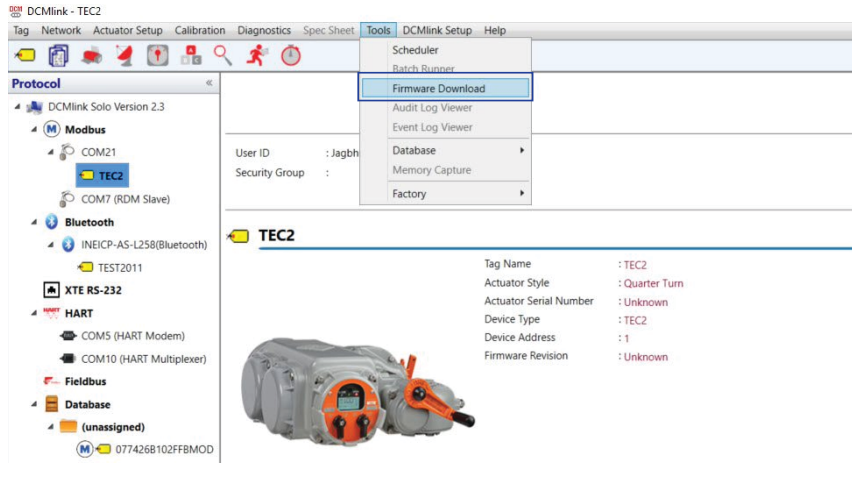 DCMlink - TEC2
Tag Network Actuator Setup Calibration Diagnostics Spec Sheet Tools DCMlink Setup Help
Scheduler
Batch Runner
Firmware Download
Audit Log Viewer
Event Log Viewer
Database
Memory Capture
Factory
Protocol
DCMlink Solo Version 2.3
Modbus
COM21
TEC2
COM7 (RDM Slave)
Bluetooth
INEICP-AS-L258(Bluetooth)
TEST2011
XTE RS-232
HART
COM5 (HART Modem)
COM10 (HART Multiplexer)
Fieldbus
Database
(unassigned)
077426B102FFBMOD
User ID : Jagbh
Security Group :
TEC2
Tag Name : TEC2
Actuator Style : Quarter Turn
Actuator Serial Number : Unknown
Device Type : TEC2
Device Address : 1
Firmware Revision : Unknown